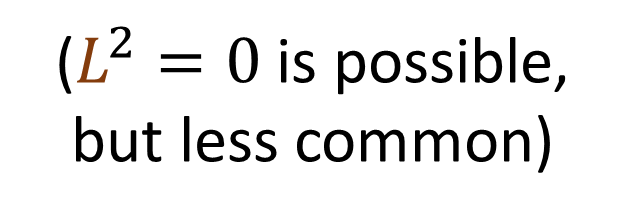 (L² = 0 is possible,
but less common)